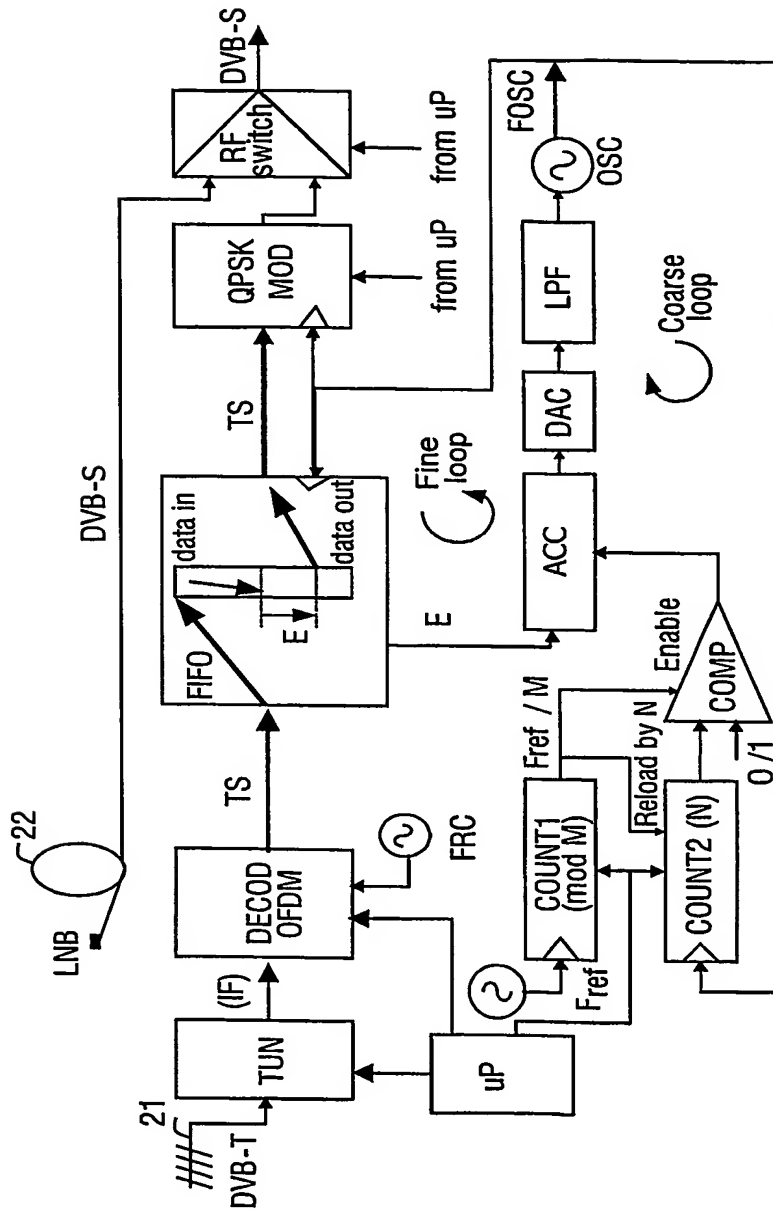 LNB
22
DVB-S
21
DVB-T
TUN
(IF)
DECOD
OFDM
FRC
TS
FIFO
data in
E
data out
TS
QPSK
MOD
from uP
RF
switch
from uP
DVB-S
E
Fine
loop
uP
Fref
COUNT1
(mod M)
Fref / M
Reload by N
COUNT2 (N)
Enable
COMP
0/1
ACC
DAC
LPF
OSC
FOSC
Coarse
loop